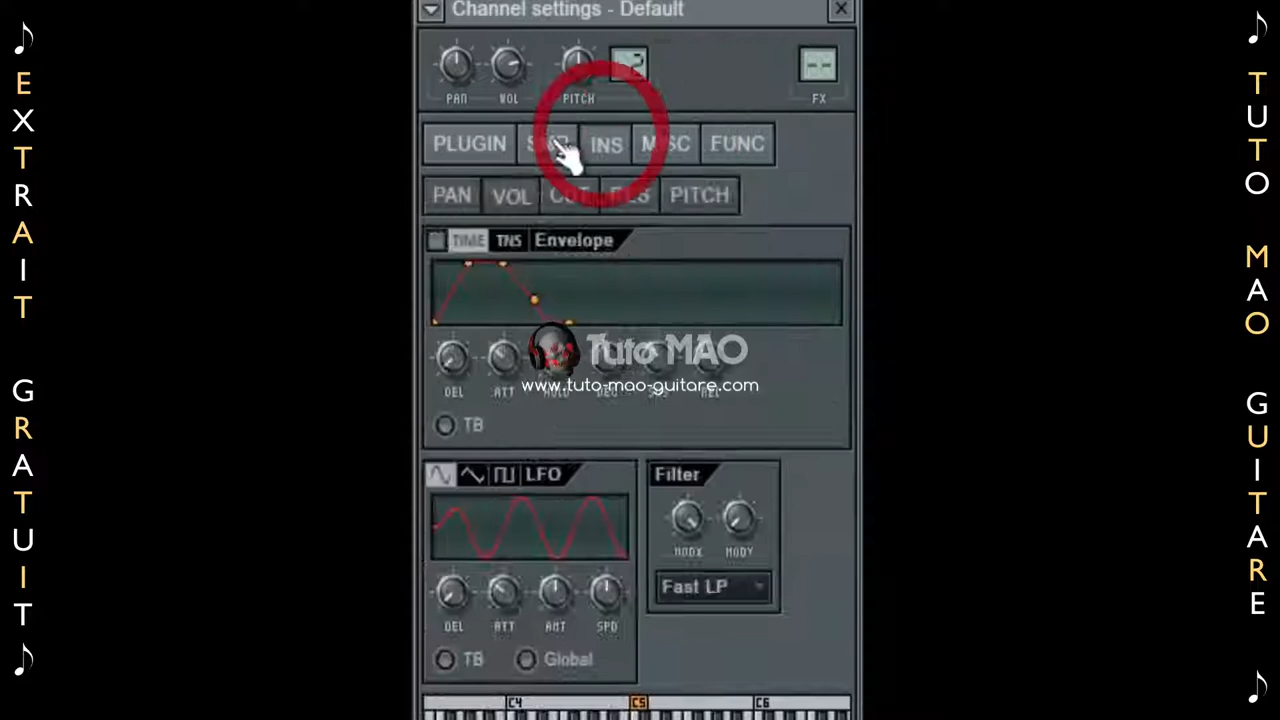 Channel settings - Default
PAN VOL PITCH FX
--
PLUGIN INS FUNC
PAN VOL PITCH
TIME TNS Envelope
Tuto MAO
www.tuto-mao-guitare.com
DEL ATT
TB
LFO Filter
MODX MODY
Fast LP
DEL ATT AMT SPD
TB Global
C4 C5 C6
EXTRAIT GRATUIT
TUTO MAO GUITARE